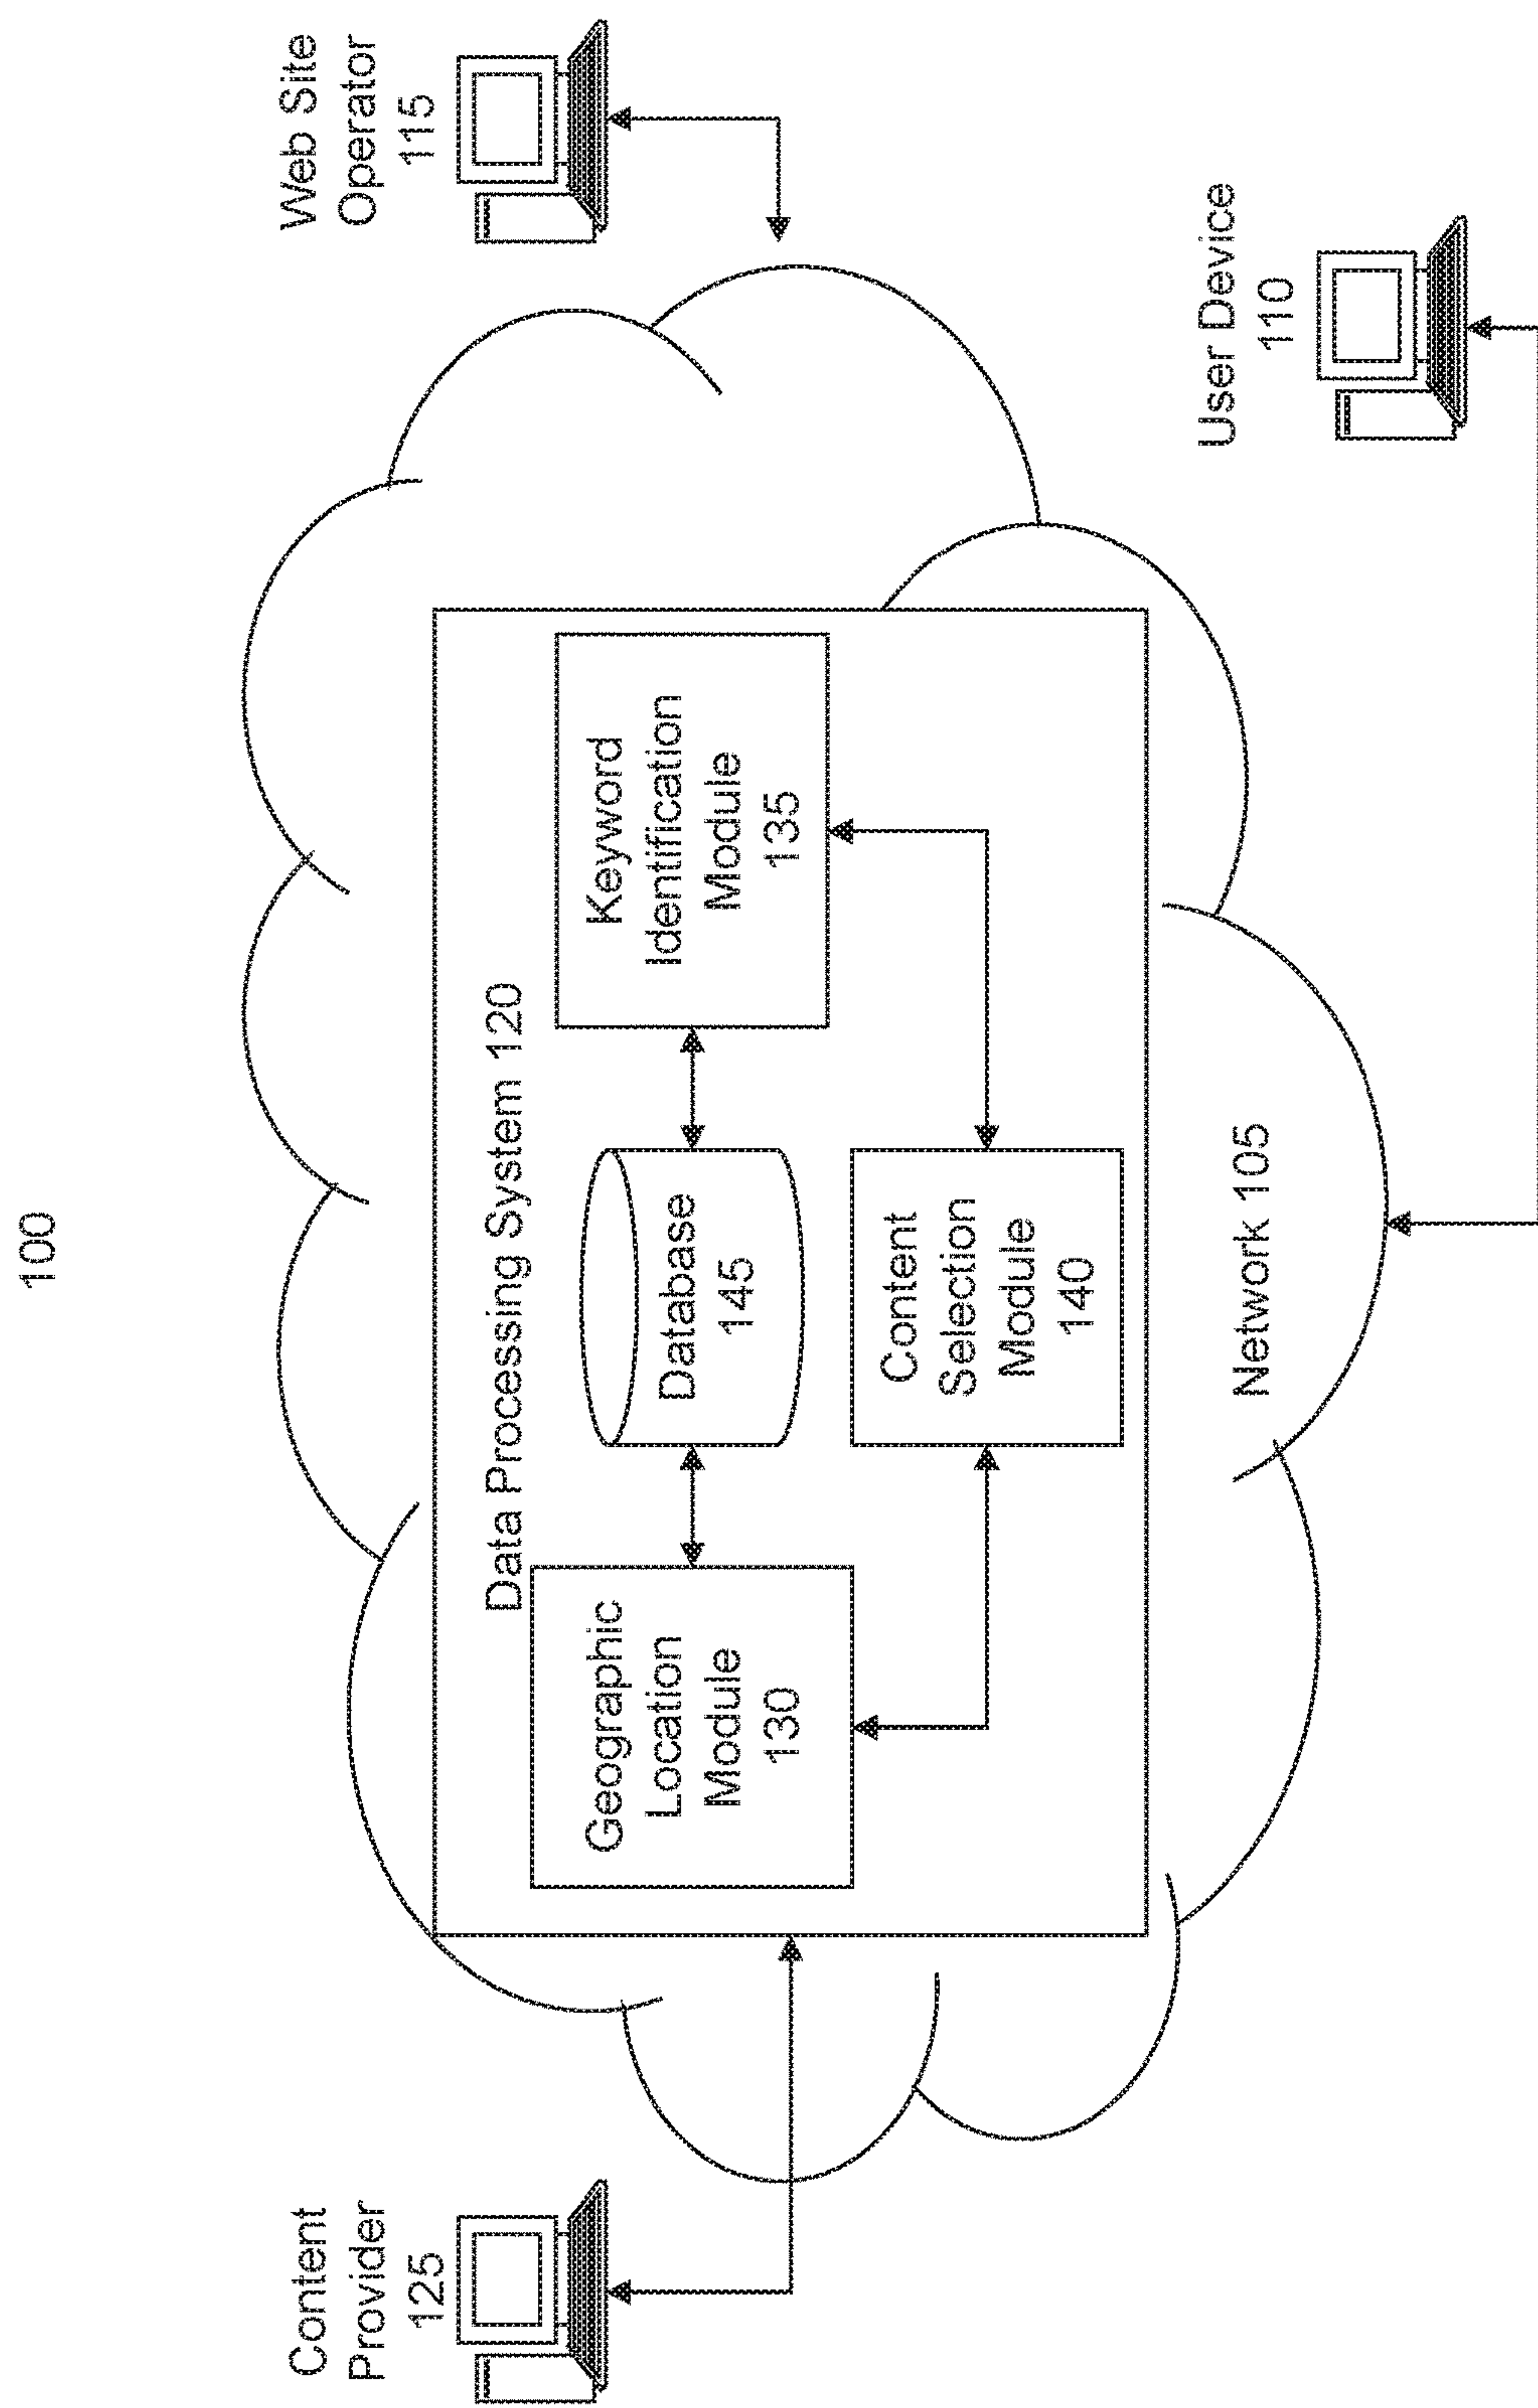 100
Content
Provider
125
Web Site
Operator
115
Data Processing System 120
Geographic
Location
Module
130
Database
145
Keyword
Identification
Module
135
Content
Selection
Module
140
Network 105
User Device
110